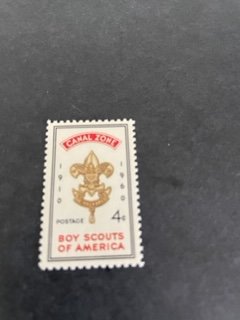 CANAL ZONE
1910
1960
POSTAGE 4¢
BOY SCOUTS
OF AMERICA